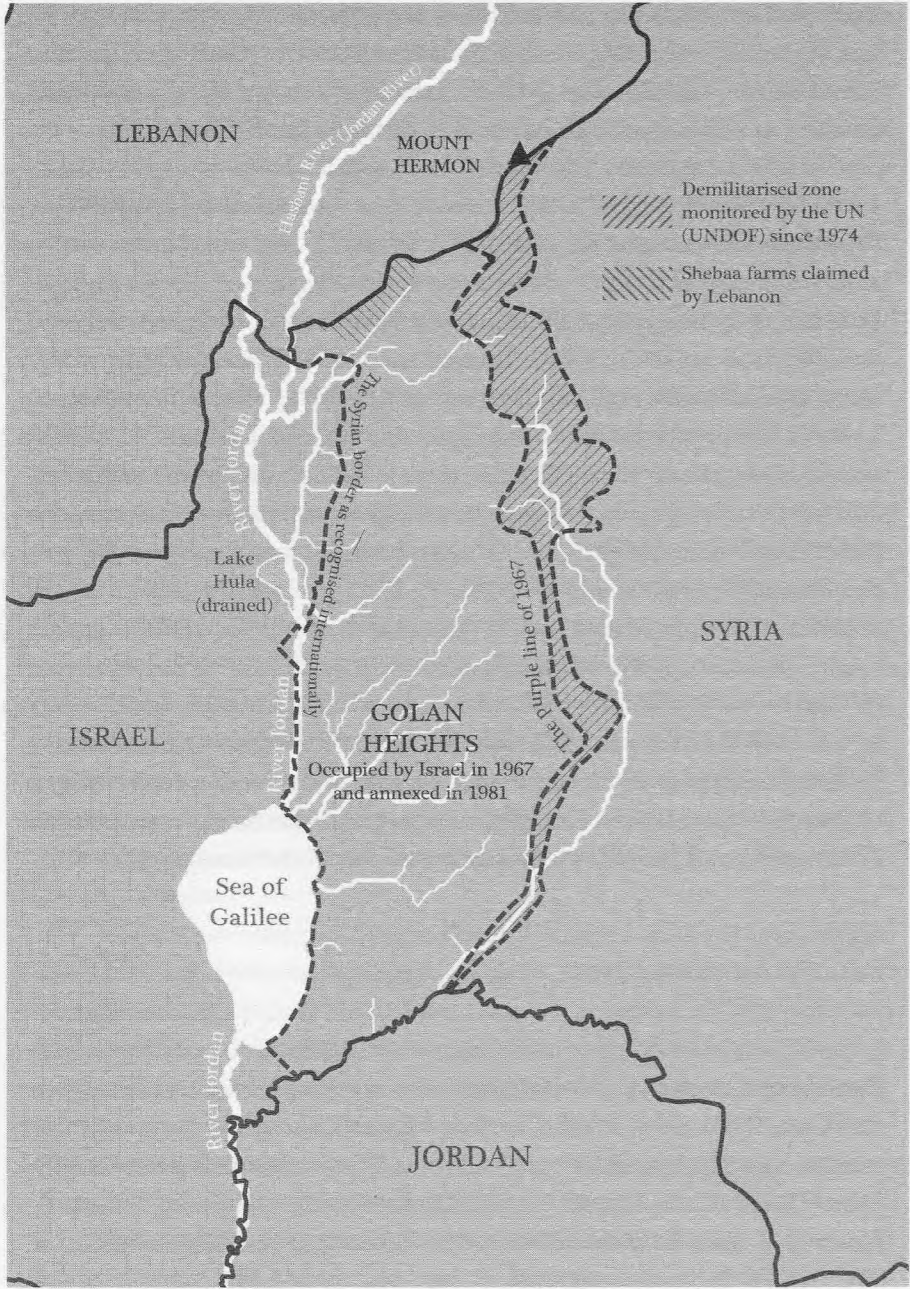 LEBANON
Hasbani River (Jordan River)
MOUNT
HERMON
Demilitarised zone
monitored by the UN
(UNDOF) since 1974
Shebaa farms claimed
by Lebanon
River Jordan
The Syrian border as recognised internationally
Lake
Hula
(drained)
The Purple line of 1967
SYRIA
ISRAEL
River Jordan
GOLAN
HEIGHTS
Occupied by Israel in 1967
and annexed in 1981
Sea of
Galilee
River Jordan
JORDAN